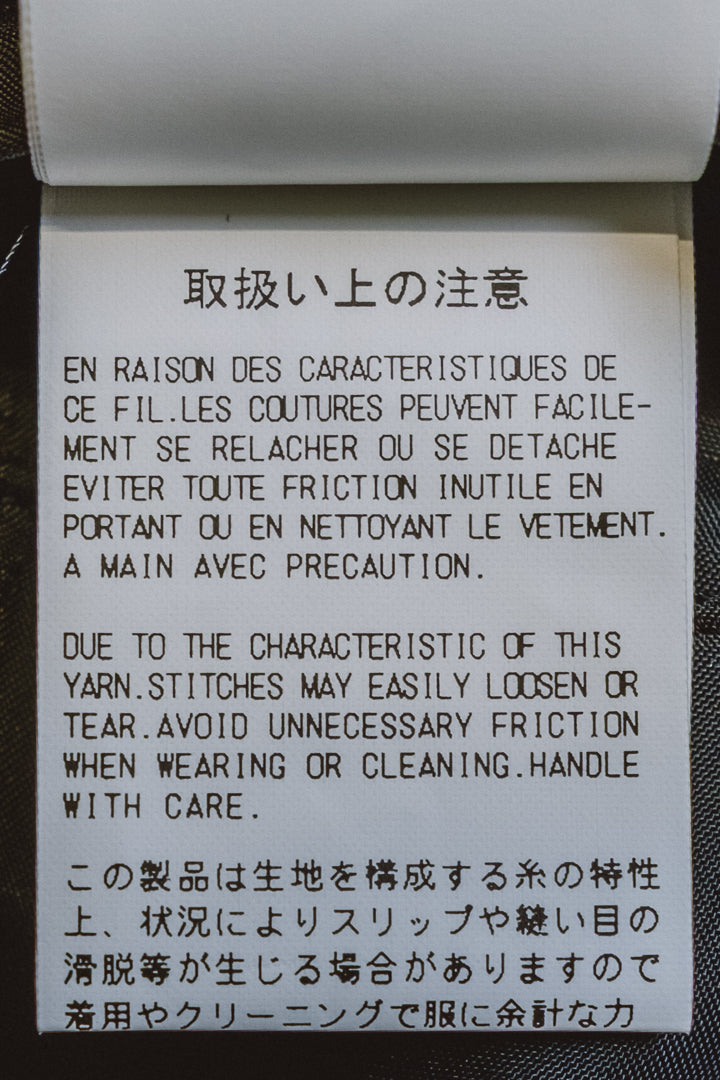 取扱い上の注意
EN RAISON DES CARACTERISTIQUES DE
CE FIL.LES COUTURES PEUVENT FACILE-
MENT SE RELACHER OU SE DETACHE
EVITER TOUTE FRICTION INUTILE EN
PORTANT OU EN NETTOYANT LE VETEMENT.
A MAIN AVEC PRECAUTION.
DUE TO THE CHARACTERISTIC OF THIS
YARN.STITCHES MAY EASILY LOOSEN OR
TEAR.AVOID UNNECESSARY FRICTION
WHEN WEARING OR CLEANING.HANDLE
WITH CARE.
この製品は生地を構成する糸の特性
上、状況によりスリップや縫い目の
滑脱等が生じる場合がありますので
着用やクリーニングで服に余計な力